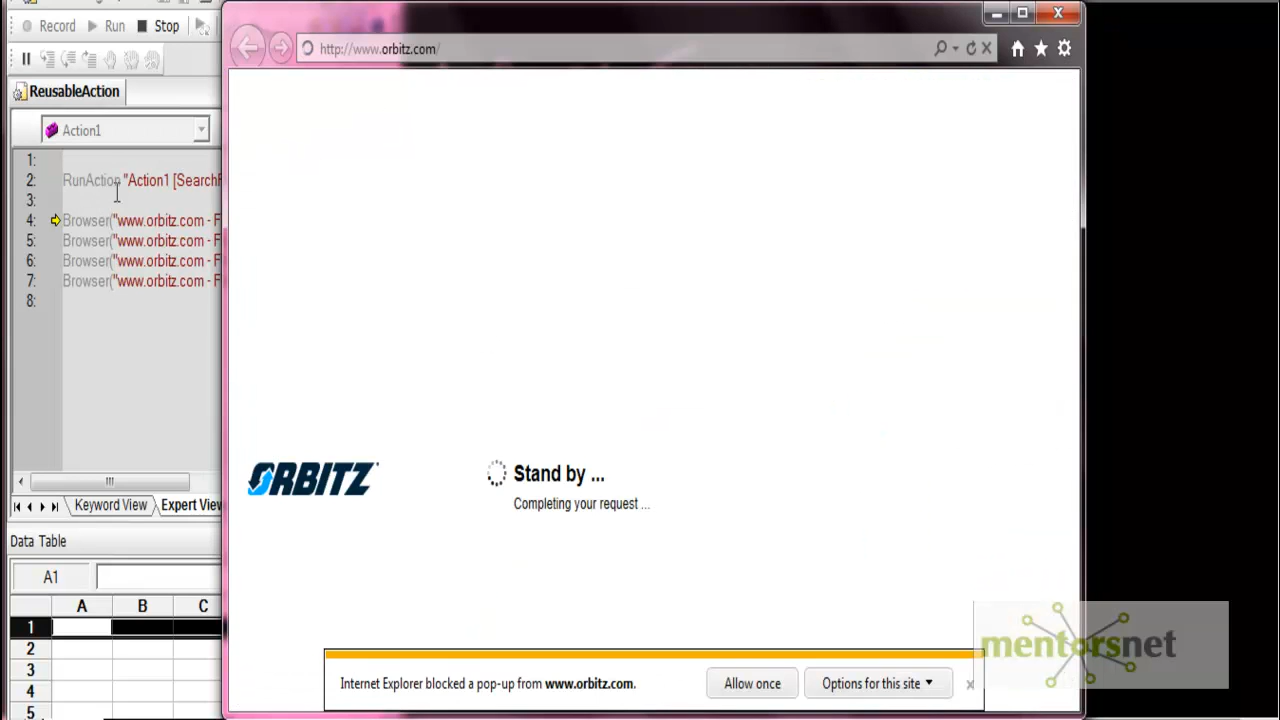 Record Run Stop
http://www.orbitz.com/
ReusableAction
Action1
1:
2: RunAction "Action1 [SearchF
3:
4: Browser("www.orbitz.com - F
5: Browser("www.orbitz.com - F
6: Browser("www.orbitz.com - F
7: Browser("www.orbitz.com - F
8:
ORBITZ
Stand by ...
Completing your request ...
Keyword View Expert View
Data Table
A1
A B C
1
2
3
4
5
mentorsnet
Internet Explorer blocked a pop-up from www.orbitz.com.
Allow once
Options for this site